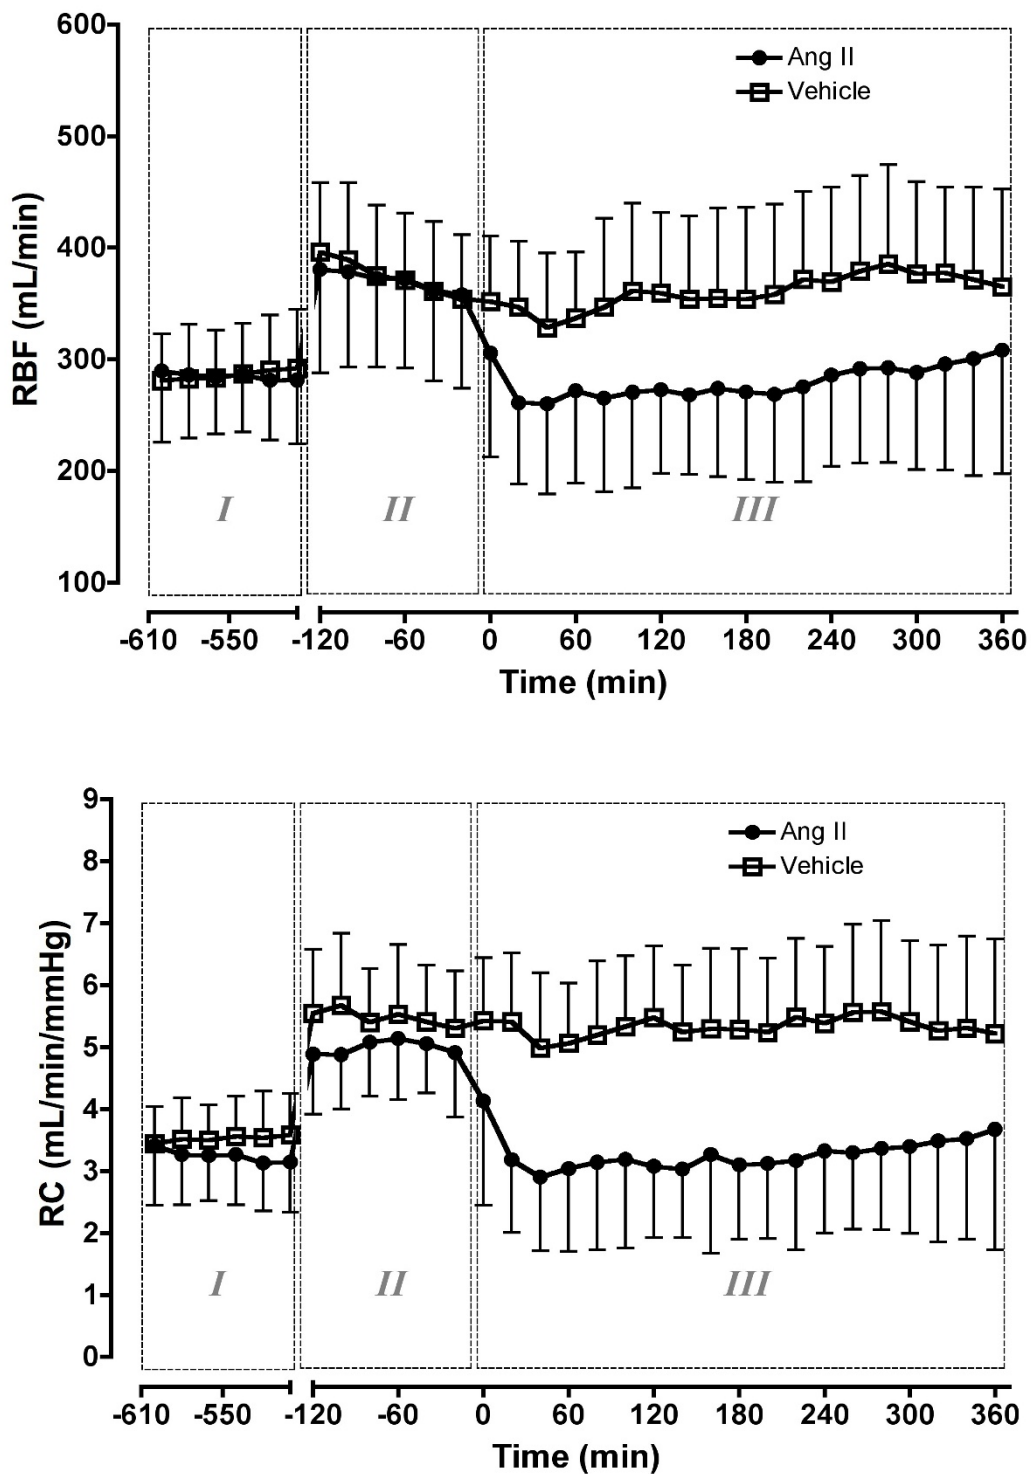 600
500
400
300
200
100
RBF (mL/min)
Ang II
Vehicle
I
II
III
-610 -550 -120 -60 0 60 120 180 240 300 360
Time (min)
9
8
7
6
5
4
3
2
1
0
RC (mL/min/mmHg)
Ang II
Vehicle
I
II
III
-610 -550 -120 -60 0 60 120 180 240 300 360
Time (min)